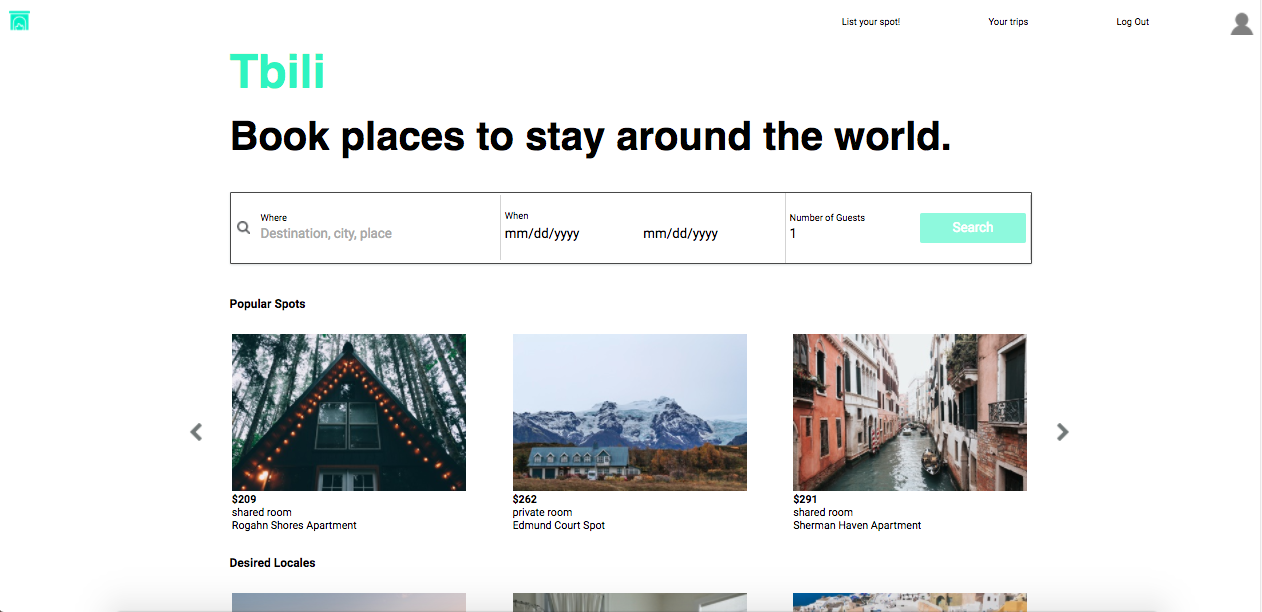 List your spot! Your trips Log Out
Tbili
Book places to stay around the world.
Where When Number of Guests
Destination, city, place mm/dd/yyyy mm/dd/yyyy 1 Search
Popular Spots
$209 $262 $291
shared room private room shared room
Rogahn Shores Apartment Edmund Court Spot Sherman Haven Apartment
Desired Locales